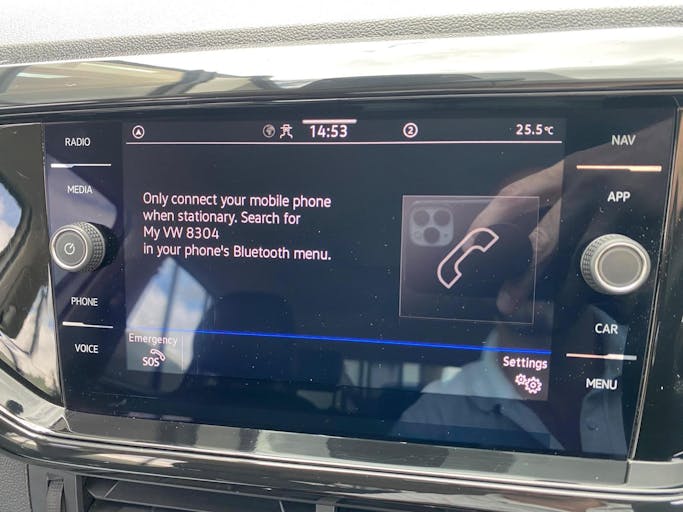 RADIO
MEDIA
PHONE
VOICE
14:53
2
25.5°C
Only connect your mobile phone
when stationary. Search for
My VW 8304
in your phone's Bluetooth menu.
Emergency
SOS
Settings
NAV
APP
CAR
MENU